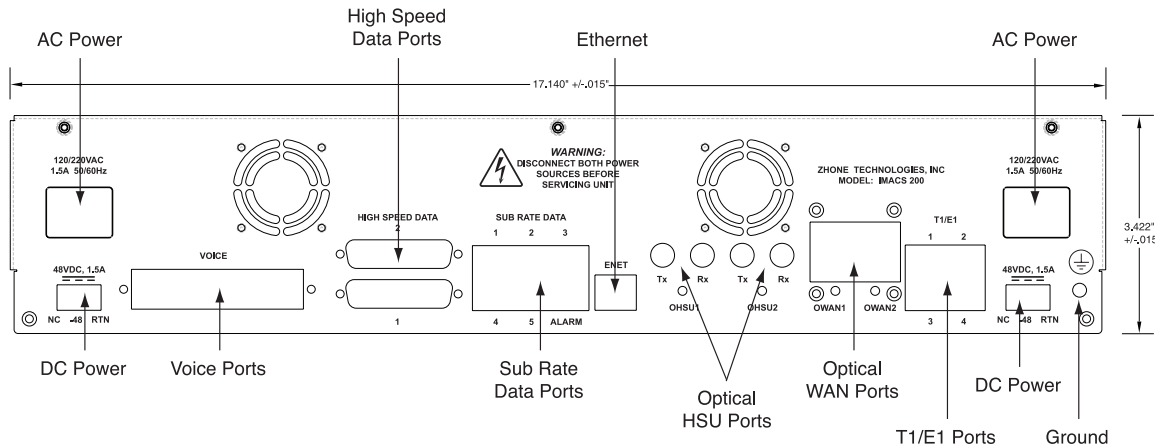 High Speed
Data Ports
AC Power
Ethernet
AC Power
17.140" +/-.015"
120/220VAC
1.5A 50/60Hz
WARNING:
DISCONNECT BOTH POWER
SOURCES BEFORE
SERVICING UNIT
ZHONE TECHNOLOGIES, INC
MODEL: IMACS 200
120/220VAC
1.5A 50/60Hz
3.422"
+/-.015
HIGH SPEED DATA
2
SUB RATE DATA
1 2 3
T1/E1
1 2
VOICE
ENET
48VDC, 1.5A
Tx Rx Tx Rx
48VDC, 1.5A
OHSU1 OHSU2
OWAN1 OWAN2
NC -48 RTN
1
4 5 ALARM
3 4
NC -48 RTN
DC Power
Voice Ports
Sub Rate
Data Ports
Optical
HSU Ports
Optical
WAN Ports
DC Power
T1/E1 Ports
Ground